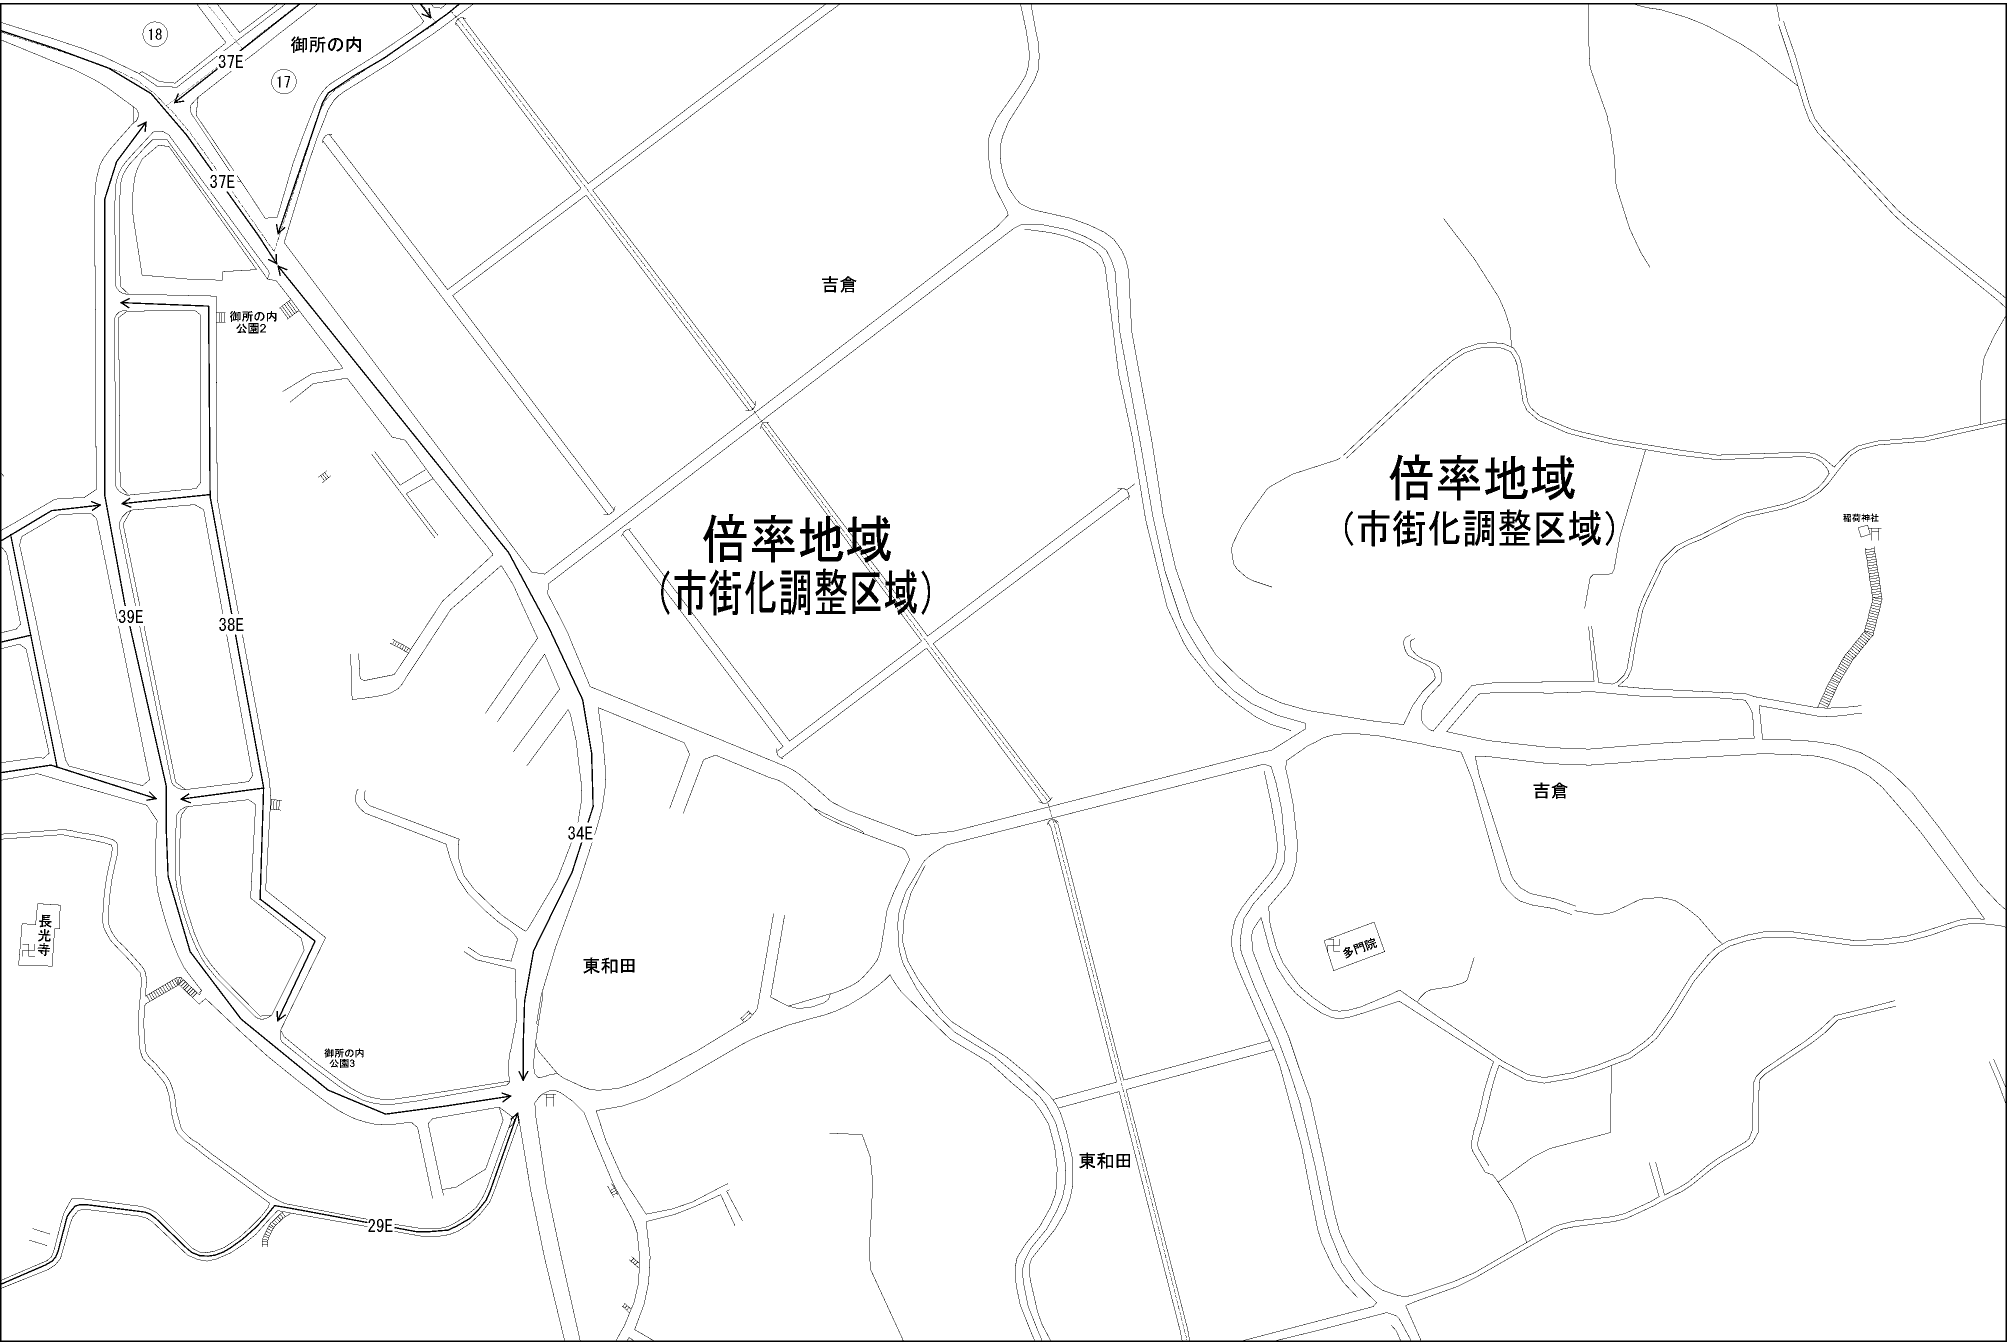 18
御所の内
37E
17
37E
吉倉
御所の内
公園2
倍率地域
(市街化調整区域)
倍率地域
(市街化調整区域)
稲荷神社
39E
38E
吉倉
34E
長光寺
多門院
東和田
御所の内
公園3
東和田
29E